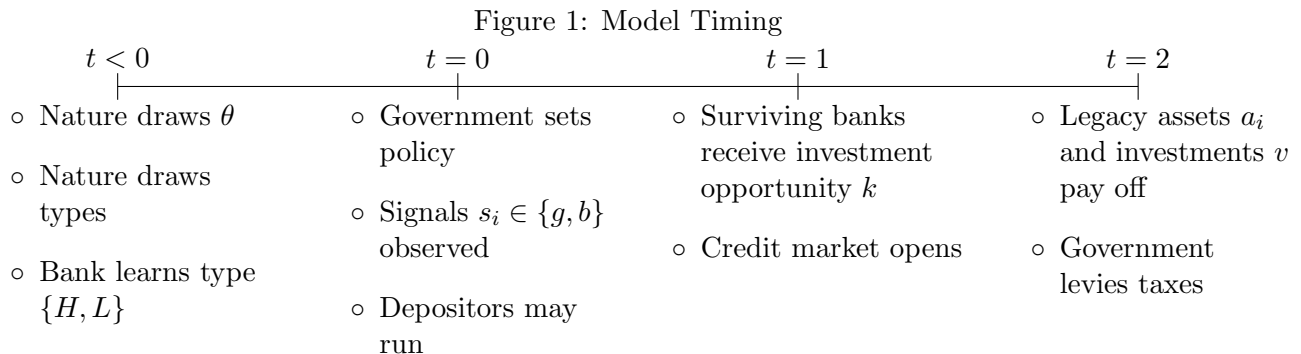 Figure 1: Model Timing
t < 0
t = 0
t = 1
t = 2
◦ Nature draws θ
◦ Nature draws
types
◦ Bank learns type
{H, L}
◦ Government sets
policy
◦ Signals s_i ∈ {g, b}
observed
◦ Depositors may
run
◦ Surviving banks
receive investment
opportunity k
◦ Credit market opens
◦ Legacy assets a_i
and investments v
pay off
◦ Government
levies taxes